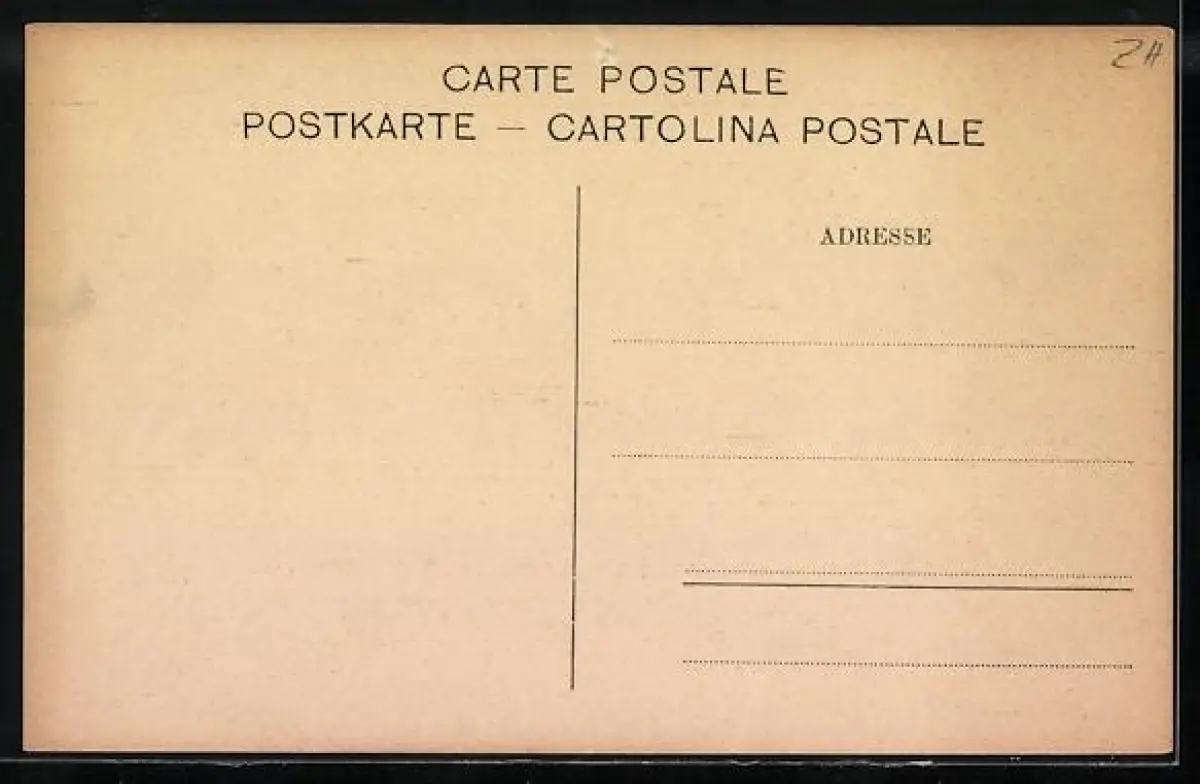 ZH
CARTE POSTALE
POSTKARTE — CARTOLINA POSTALE
ADRESSE